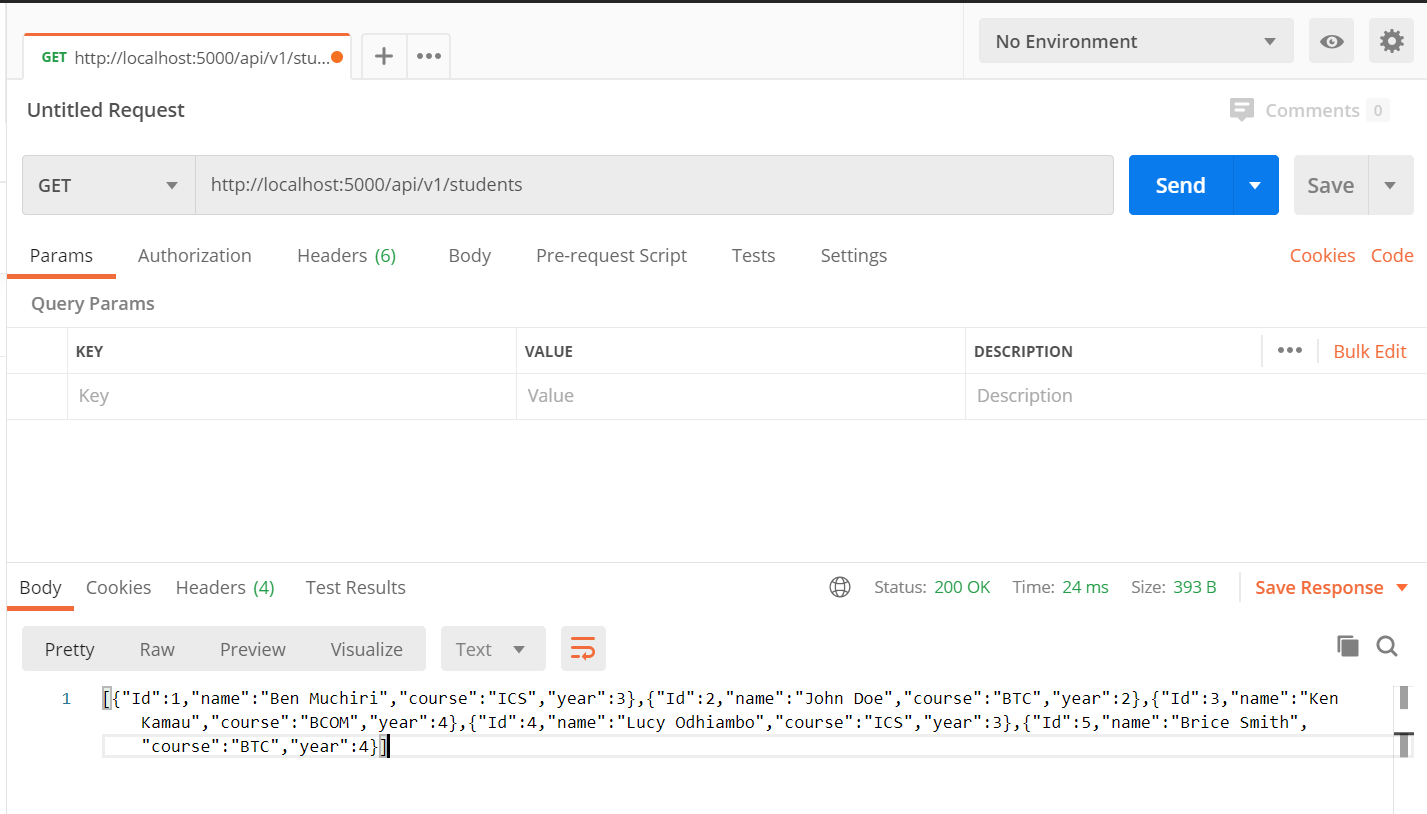 GET http://localhost:5000/api/v1/stu...
No Environment
Untitled Request
Comments 0
GET http://localhost:5000/api/v1/students Send Save
Params Authorization Headers (6) Body Pre-request Script Tests Settings Cookies Code
Query Params
KEY VALUE DESCRIPTION Bulk Edit
Key Value Description
Body Cookies Headers (4) Test Results Status: 200 OK Time: 24 ms Size: 393 B Save Response
Pretty Raw Preview Visualize Text
1 [{"Id":1,"name":"Ben Muchiri","course":"ICS","year":3},{"Id":2,"name":"John Doe","course":"BTC","year":2},{"Id":3,"name":"Ken
Kamau","course":"BCOM","year":4},{"Id":4,"name":"Lucy Odhiambo","course":"ICS","year":3},{"Id":5,"name":"Brice Smith",
"course":"BTC","year":4}]